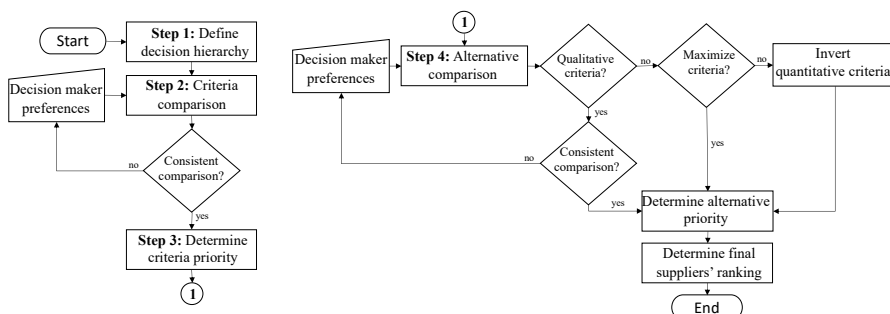 Start
Step 1: Define
decision hierarchy
Decision maker
preferences
Step 2: Criteria
comparison
Consistent
comparison?
no
yes
Step 3: Determine
criteria priority
1
1
Decision maker
preferences
Step 4: Alternative
comparison
Qualitative
criteria?
no
Maximize
criteria?
no
Invert
quantitative criteria
yes
Consistent
comparison?
no
yes
yes
Determine alternative
priority
Determine final
suppliers' ranking
End